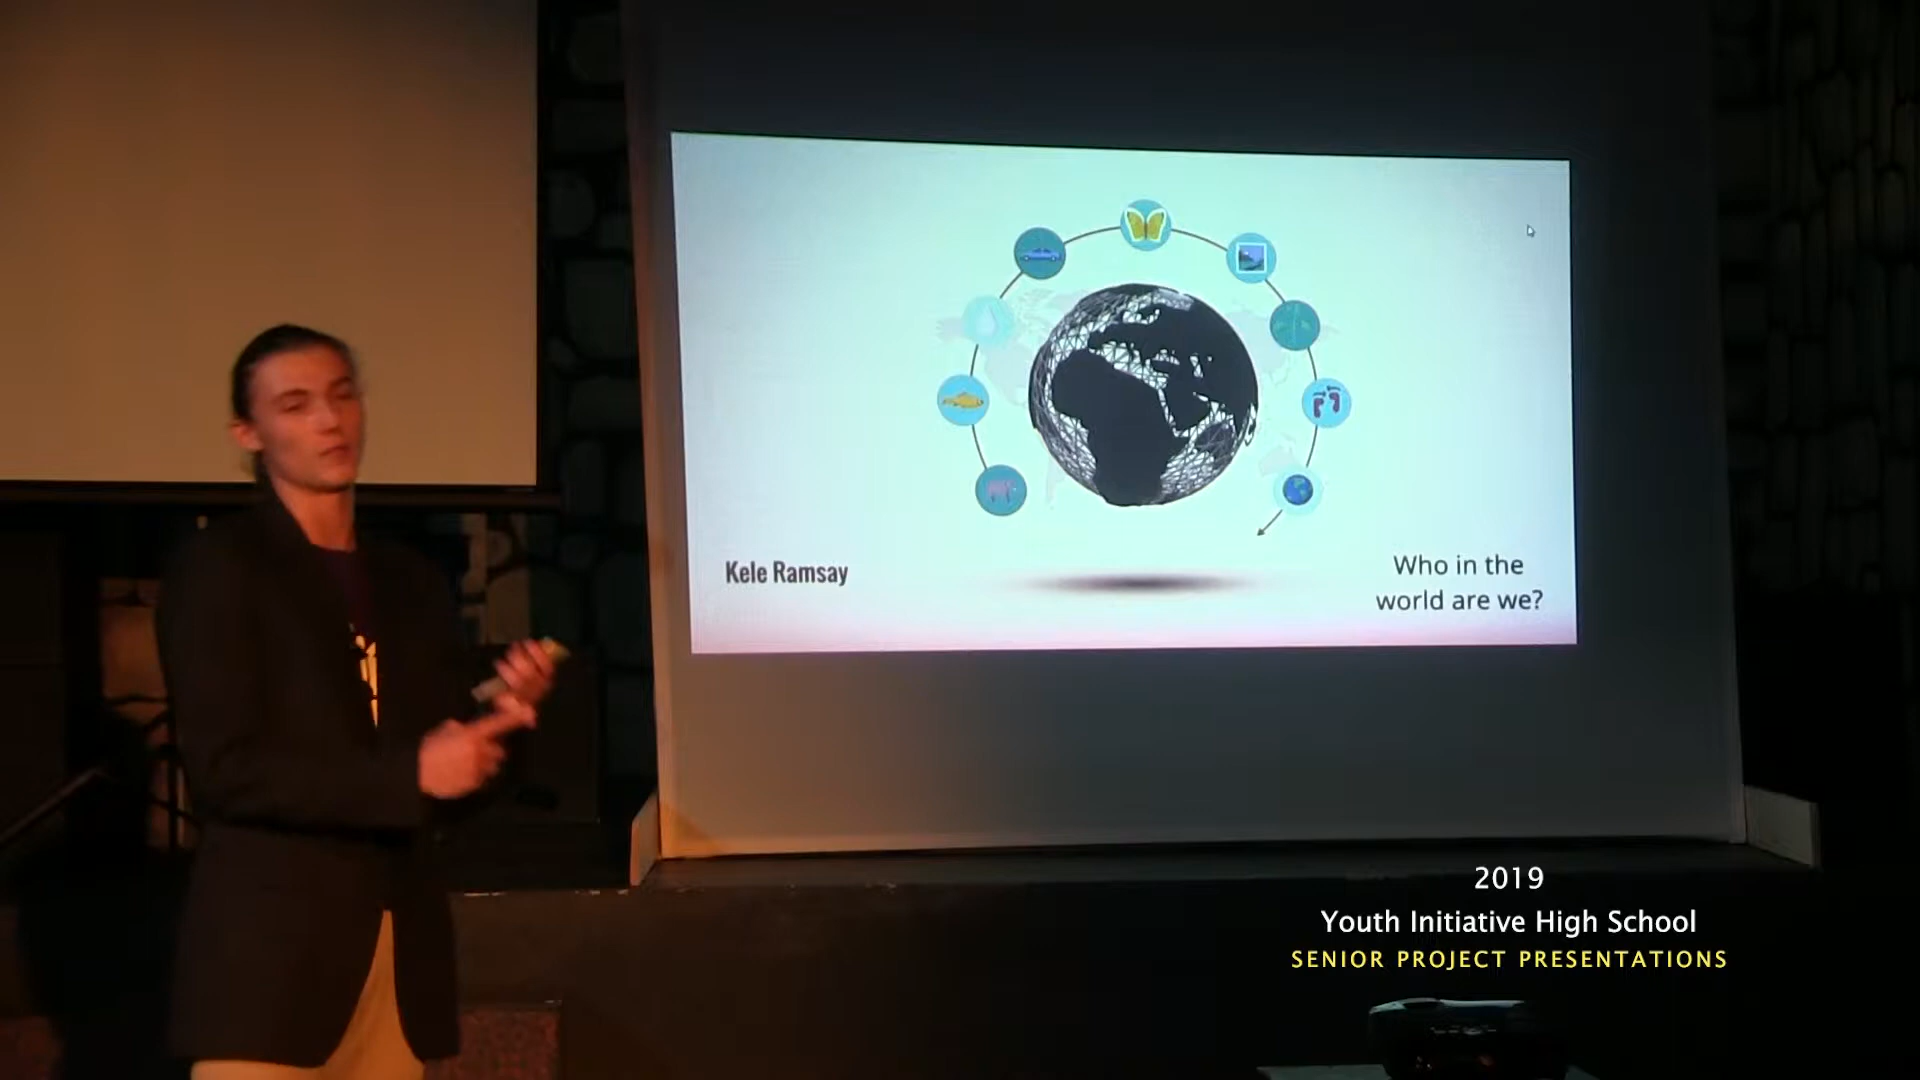 Kele Ramsay
Who in the
world are we?
2019
Youth Initiative High School
SENIOR PROJECT PRESENTATIONS